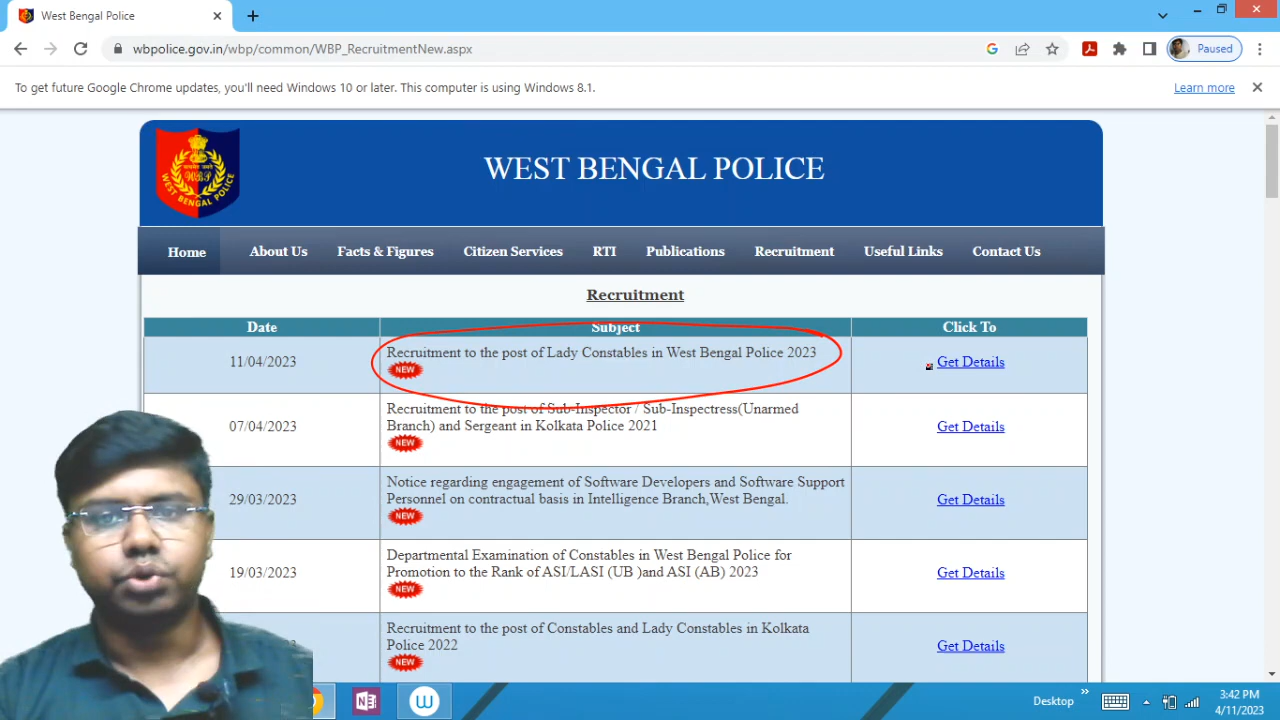 West Bengal Police
wbpolice.gov.in/wbp/common/WBP_RecruitmentNew.aspx
Paused
To get future Google Chrome updates, you'll need Windows 10 or later. This computer is using Windows 8.1.
Learn more
WEST BENGAL POLICE
WBP
WEST BENGAL POLICE
Home
About Us
Facts & Figures
Citizen Services
RTI
Publications
Recruitment
Useful Links
Contact Us
Recruitment
Date
Subject
Click To
11/04/2023
Recruitment to the post of Lady Constables in West Bengal Police 2023
NEW
Get Details
07/04/2023
Recruitment to the post of Sub-Inspector / Sub-Inspectress(Unarmed
Branch) and Sergeant in Kolkata Police 2021
NEW
Get Details
29/03/2023
Notice regarding engagement of Software Developers and Software Support
Personnel on contractual basis in Intelligence Branch,West Bengal.
NEW
Get Details
19/03/2023
Departmental Examination of Constables in West Bengal Police for
Promotion to the Rank of ASI/LASI (UB )and ASI (AB) 2023
NEW
Get Details
Recruitment to the post of Constables and Lady Constables in Kolkata
Police 2022
NEW
Get Details
Desktop
3:42 PM
4/11/2023